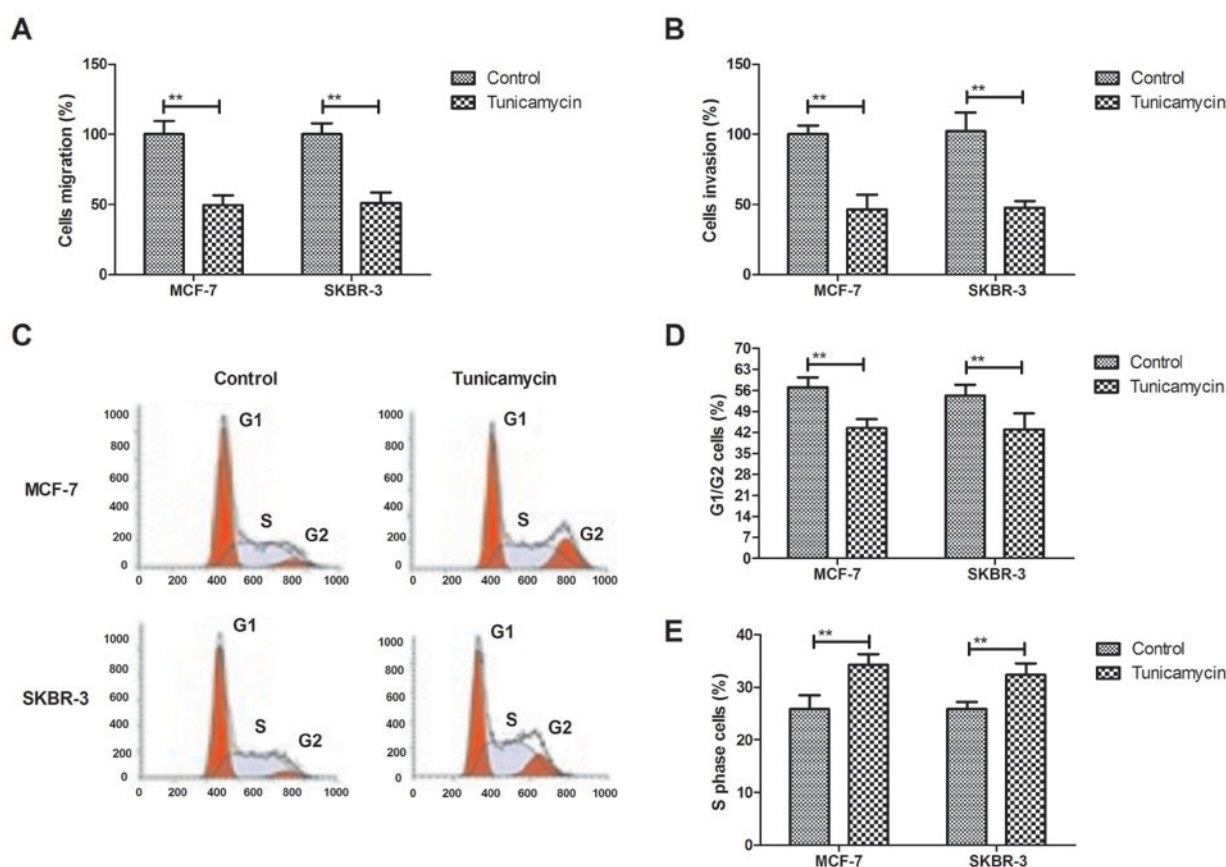 A
Cells migration (%)
150
100
50
0
**
**
MCF-7
SKBR-3
Control
Tunicamycin
B
Cells invasion (%)
150
100
50
0
**
**
MCF-7
SKBR-3
Control
Tunicamycin
C
Control
Tunicamycin
MCF-7
1000
800
600
400
200
0
G1
S
G2
0 200 400 600 800 1000
1000
800
600
400
200
0
G1
S
G2
0 200 400 600 800 1000
SKBR-3
1000
800
600
400
200
0
G1
S
G2
0 200 400 600 800 1000
1000
800
600
400
200
0
G1
S
G2
0 200 400 600 800 1000
D
G1/G2 cells (%)
70
63
56
49
42
35
28
21
14
7
0
**
**
MCF-7
SKBR-3
Control
Tunicamycin
E
S phase cells (%)
40
30
20
10
0
**
**
MCF-7
SKBR-3
Control
Tunicamycin